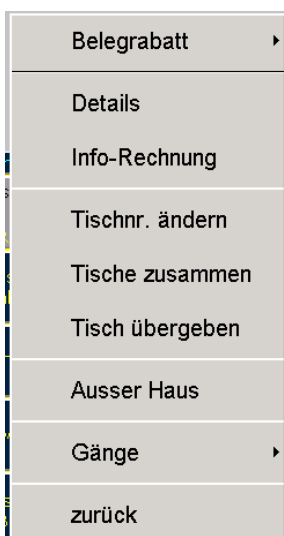 Belegrabatt
Details
Info-Rechnung
Tischnr. ändern
Tische zusammen
Tisch übergeben
Ausser Haus
Gänge
zurück